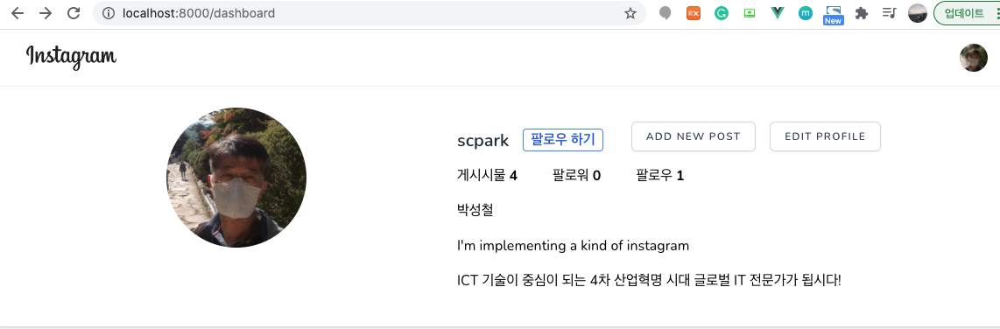 localhost:8000/dashboard
EX
m
New
업데이트
Instagram
scpark 팔로우 하기 ADD NEW POST EDIT PROFILE
게시시물 4 팔로워 0 팔로우 1
박성철
I'm implementing a kind of instagram
ICT 기술이 중심이 되는 4차 산업혁명 시대 글로벌 IT 전문가가 됩시다!